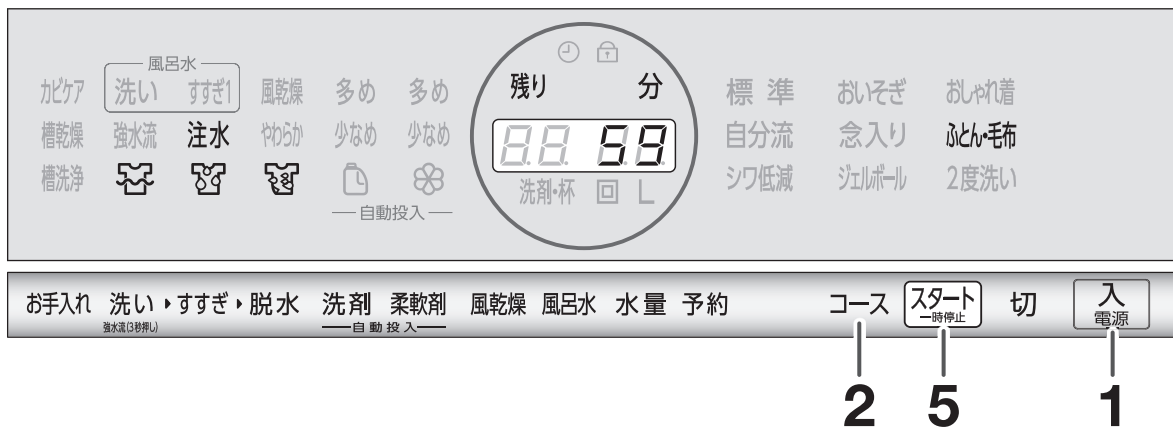 風呂水
残り 分
カビケア 洗い すすぎ1 風乾燥 多め 多め 標準 おいそぎ おしゃれ着
槽乾燥 強水流 注水 やわらか 少なめ 少なめ 59 自分流 念入り ふとん・毛布
槽洗浄 洗剤・杯 回 L シワ低減 ジェルボール 2度洗い
自動投入
お手入れ 洗い すすぎ 脱水 洗剤 柔軟剤 風乾燥 風呂水 水量 予約 コース スタート 切 入
強水流(3秒押し) 自動投入 一時停止 電源
2 5 1